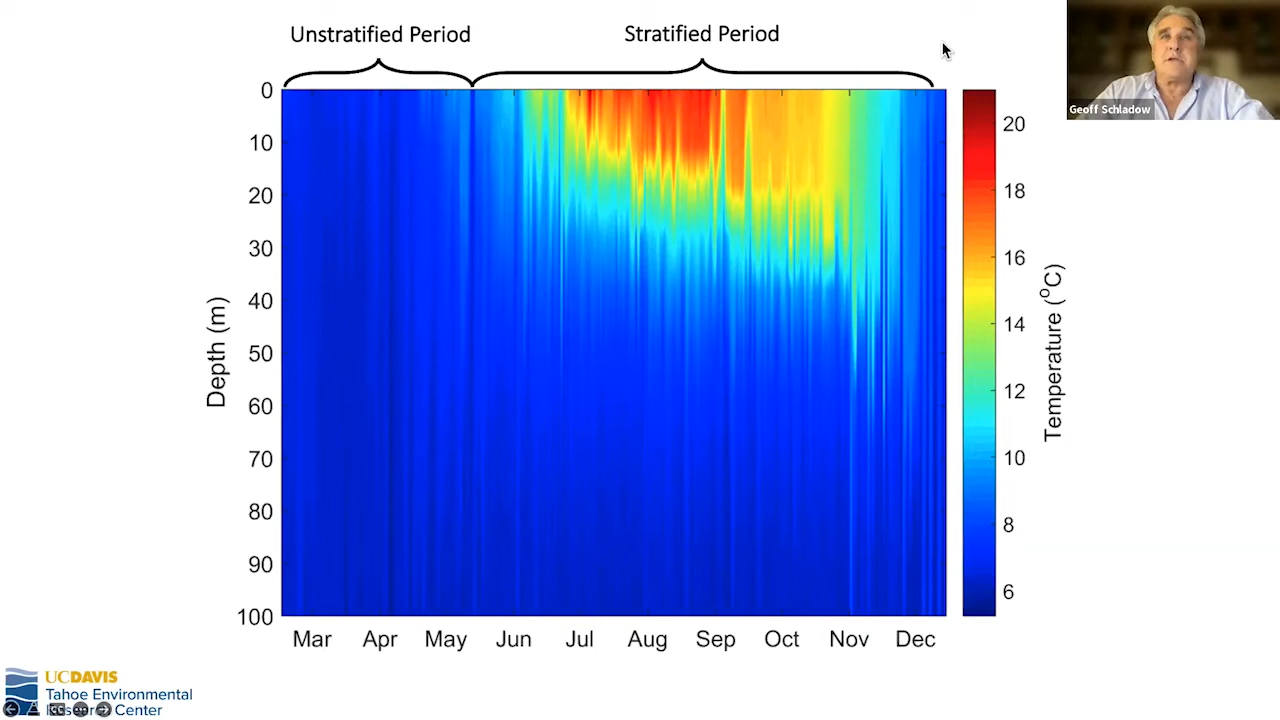 Unstratified Period
Stratified Period
Geoff Schladow
0
10
20
30
40
50
60
70
80
90
100
Depth (m)
Mar Apr May Jun Jul Aug Sep Oct Nov Dec
20
18
16
14
12
10
8
6
Temperature (°C)
UCDAVIS
Tahoe Environmental
Research Center